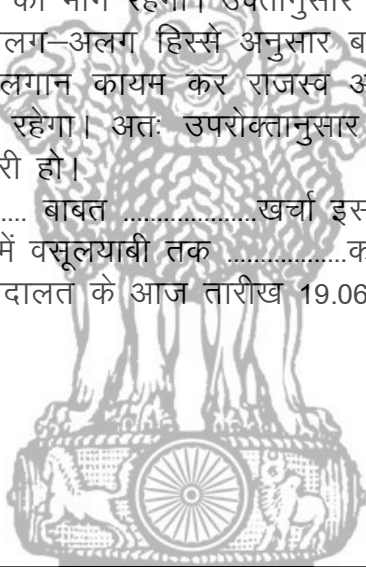 का भाग रहेगा। उपरोक्तानुसार
लग–अलग हिस्से अनुसार ब
लगान कायम कर राजस्व अ
रहेगा। अतः उपरोक्तानुसार
री हो।
.... बाबत ...................खर्चा इस
में वसूलयाबी तक .................क
दालत के आज तारीख 19.06